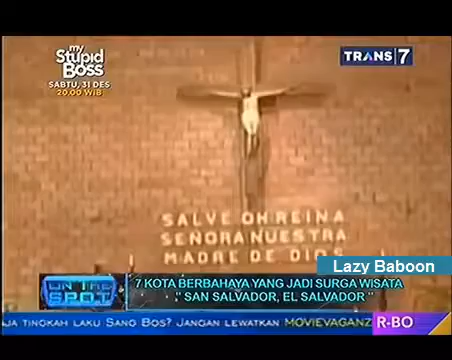 my
Stupid
Boss
SABTU, 31 DES
20.00 WIB
TRANS 7
SALVE OH REINA
SEÑORA NUESTRA
MADRE DE DIOS
Lazy Baboon
ON THE
SPOT
7 KOTA BERBAHAYA YANG JADI SURGA WISATA
" SAN SALVADOR, EL SALVADOR "
A TINGKAH LAKU SANG BOS? JANGAN LEWATKAN MOVIEVAGANZ
R-BO